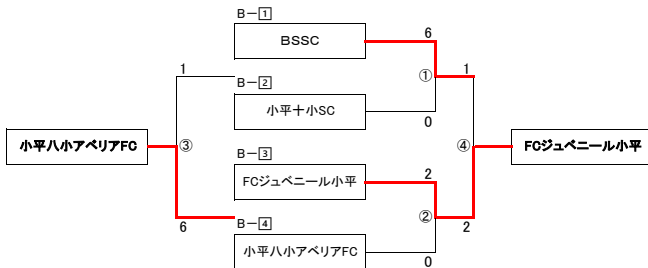 B－1
BSSC
6
1
①
1
B－2
小平十小SC
0
小平八小アベリアFC
③
④
FCジュベニール小平
B－3
FCジュベニール小平
2
②
6
2
B－4
小平八小アベリアFC
0